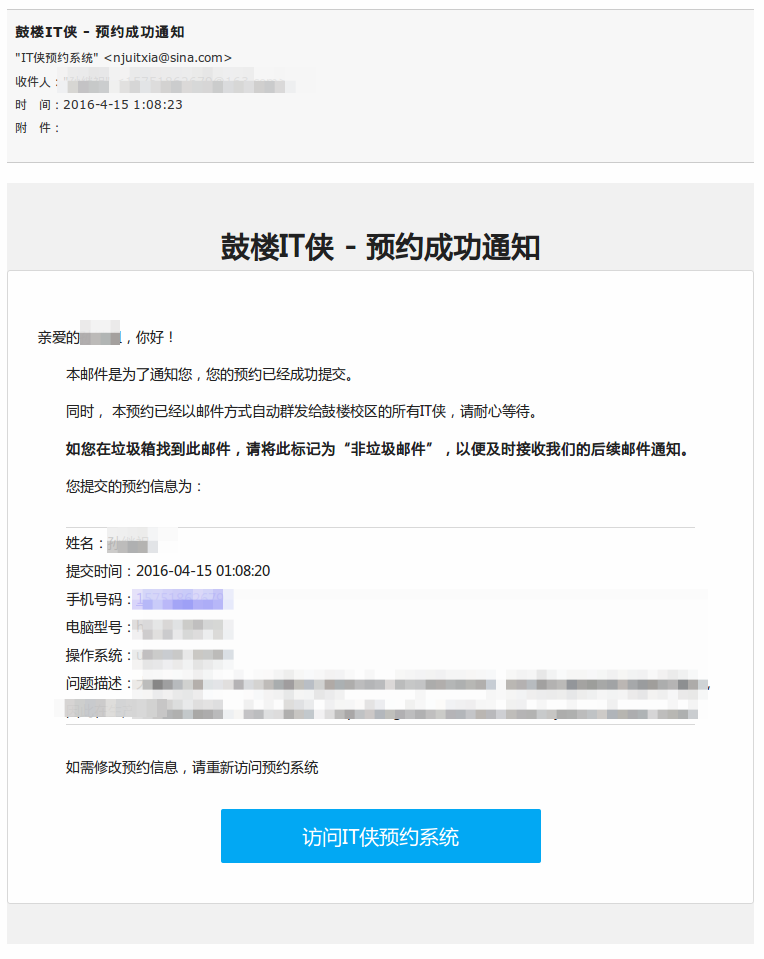 鼓楼IT侠 - 预约成功通知
"IT侠预约系统" <njuitxia@sina.com>
收件人：
时　间：2016-4-15 1:08:23
附　件：
鼓楼IT侠 - 预约成功通知
亲爱的，你好！
本邮件是为了通知您，您的预约已经成功提交。
同时， 本预约已经以邮件方式自动群发给鼓楼校区的所有IT侠，请耐心等待。
如您在垃圾箱找到此邮件，请将此标记为“非垃圾邮件”，以便及时接收我们的后续邮件通知。
您提交的预约信息为：
姓名：
提交时间：2016-04-15 01:08:20
手机号码：
电脑型号：
操作系统：
问题描述：
如需修改预约信息，请重新访问预约系统
访问IT侠预约系统